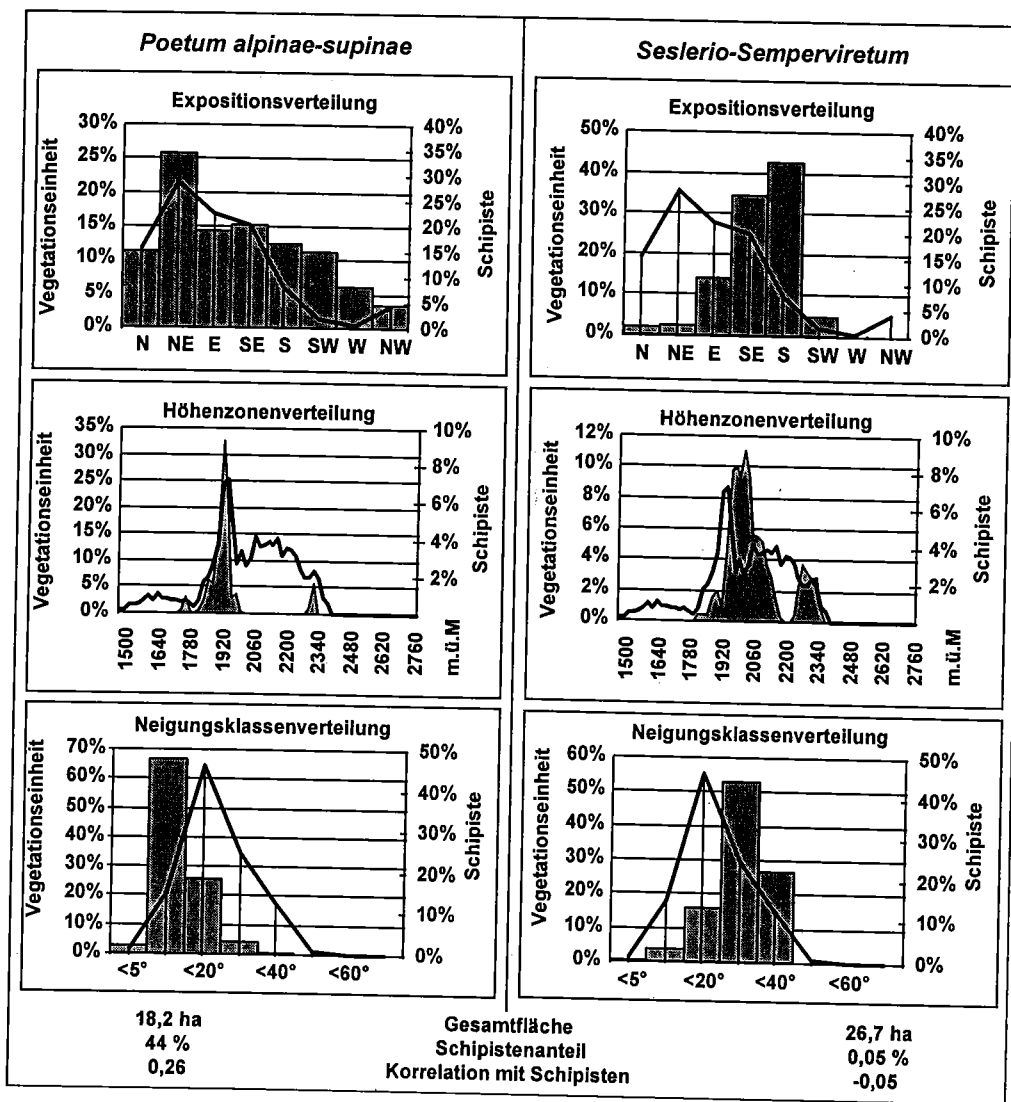 Poetum alpinae-supinae
Expositionsverteilung
Vegetationseinheit
30%
25%
20%
15%
10%
5%
0%
40%
35%
30%
25%
20%
15%
10%
5%
0%
Schipiste
N NE E SE S SW W NW
Höhenzonenverteilung
Vegetationseinheit
35%
30%
25%
20%
15%
10%
5%
0%
10%
8%
6%
4%
2%
Schipiste
1500 1640 1780 1920 2060 2200 2340 2480 2620 2760 m.ü.M
Neigungsklassenverteilung
Vegetationseinheit
70%
60%
50%
40%
30%
20%
10%
0%
50%
40%
30%
20%
10%
0%
Schipiste
<5° <20° <40° <60°
Seslerio-Semperviretum
Expositionsverteilung
Vegetationseinheit
50%
40%
30%
20%
10%
0%
40%
35%
30%
25%
20%
15%
10%
5%
0%
Schipiste
N NE E SE S SW W NW
Höhenzonenverteilung
Vegetationseinheit
12%
10%
8%
6%
4%
2%
0%
10%
8%
6%
4%
2%
Schipiste
1500 1640 1780 1920 2060 2200 2340 2480 2620 2760 m.ü.M
Neigungsklassenverteilung
Vegetationseinheit
60%
50%
40%
30%
20%
10%
0%
50%
40%
30%
20%
10%
0%
Schipiste
<5° <20° <40° <60°
18,2 ha Gesamtfläche 26,7 ha
44 % Schipistenanteil 0,05 %
0,26 Korrelation mit Schipisten -0,05